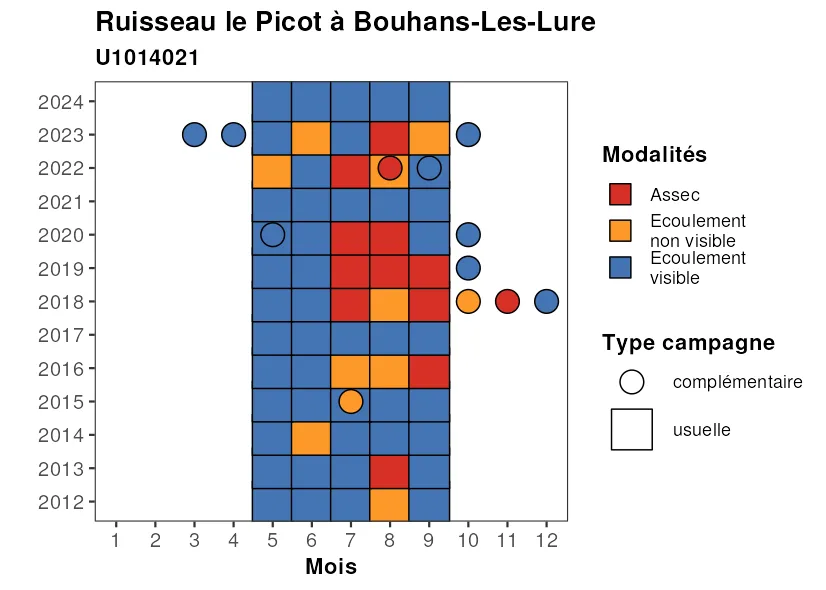 Ruisseau le Picot à Bouhans-Les-Lure
U1014021
2024
2023
2022
2021
2020
2019
2018
2017
2016
2015
2014
2013
2012
1 2 3 4 5 6 7 8 9 10 11 12
Mois
Modalités
Assec
Ecoulement
non visible
Ecoulement
visible
Type campagne
complémentaire
usuelle